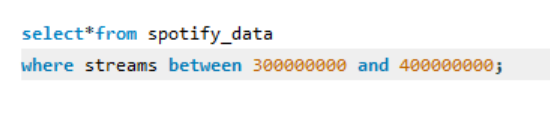 select*from spotify_data
where streams between 300000000 and 400000000;